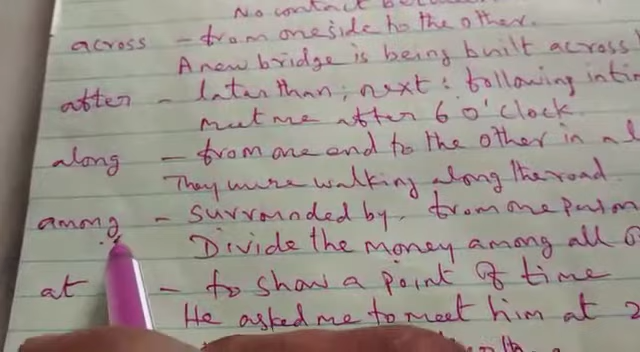 No contact
across - from one side to the other.
A new bridge is being built across
after - later than; next; following in ti
meet me after 6 o'clock.
along - from one end to the other in a l
They were walking along the road.
among - surrounded by, from one person
Divide the money among all o
at - to show a point of time
He asked me to meet him at 2